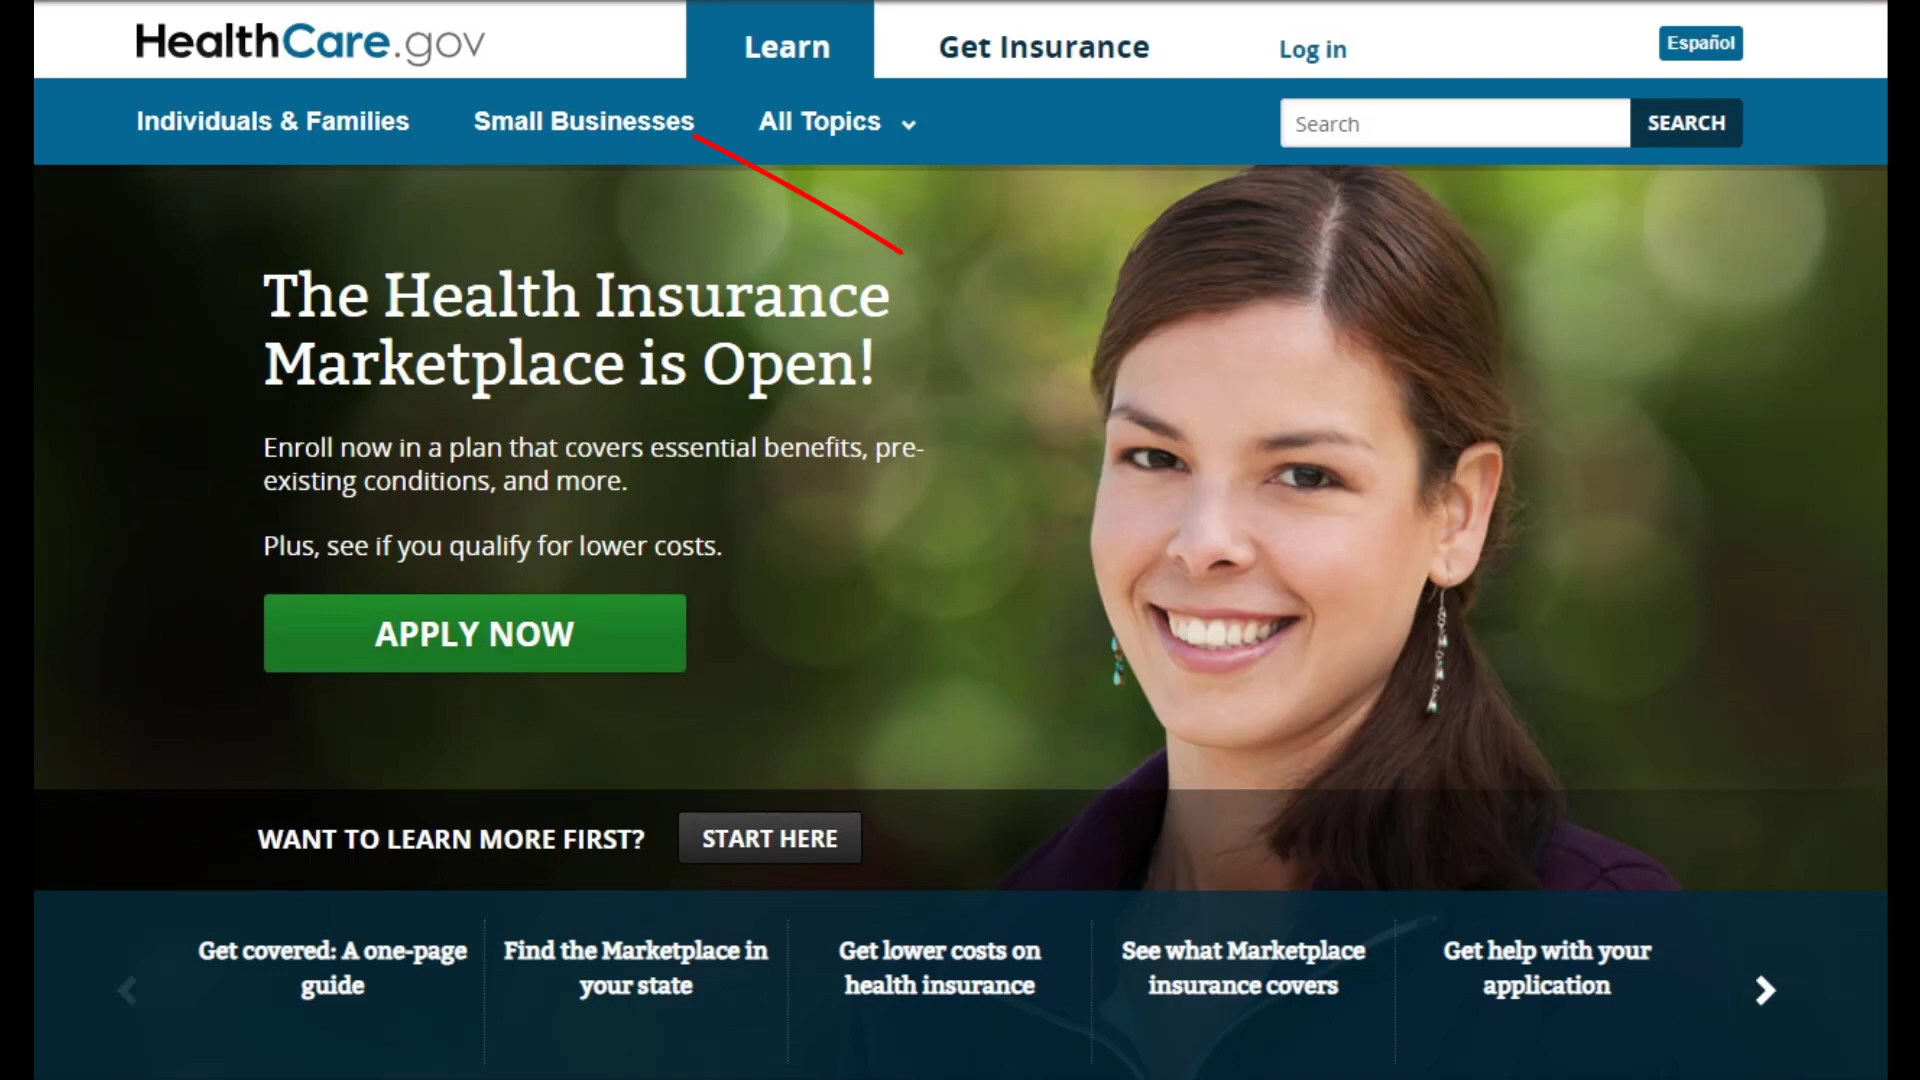 HealthCare.gov
Learn
Get Insurance
Log in
Español
Individuals & Families
Small Businesses
All Topics
Search
SEARCH
The Health Insurance
Marketplace is Open!
Enroll now in a plan that covers essential benefits, pre-
existing conditions, and more.
Plus, see if you qualify for lower costs.
APPLY NOW
WANT TO LEARN MORE FIRST?
START HERE
Get covered: A one-page
guide
Find the Marketplace in
your state
Get lower costs on
health insurance
See what Marketplace
insurance covers
Get help with your
application